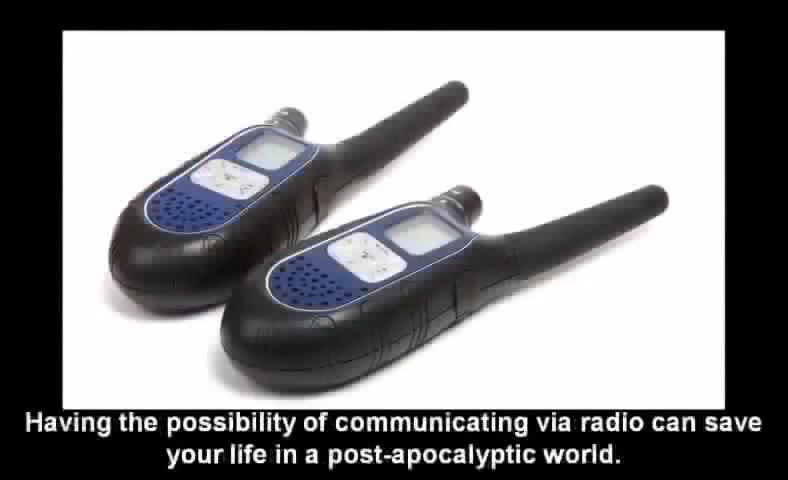 Having the possibility of communicating via radio can save
your life in a post-apocalyptic world.